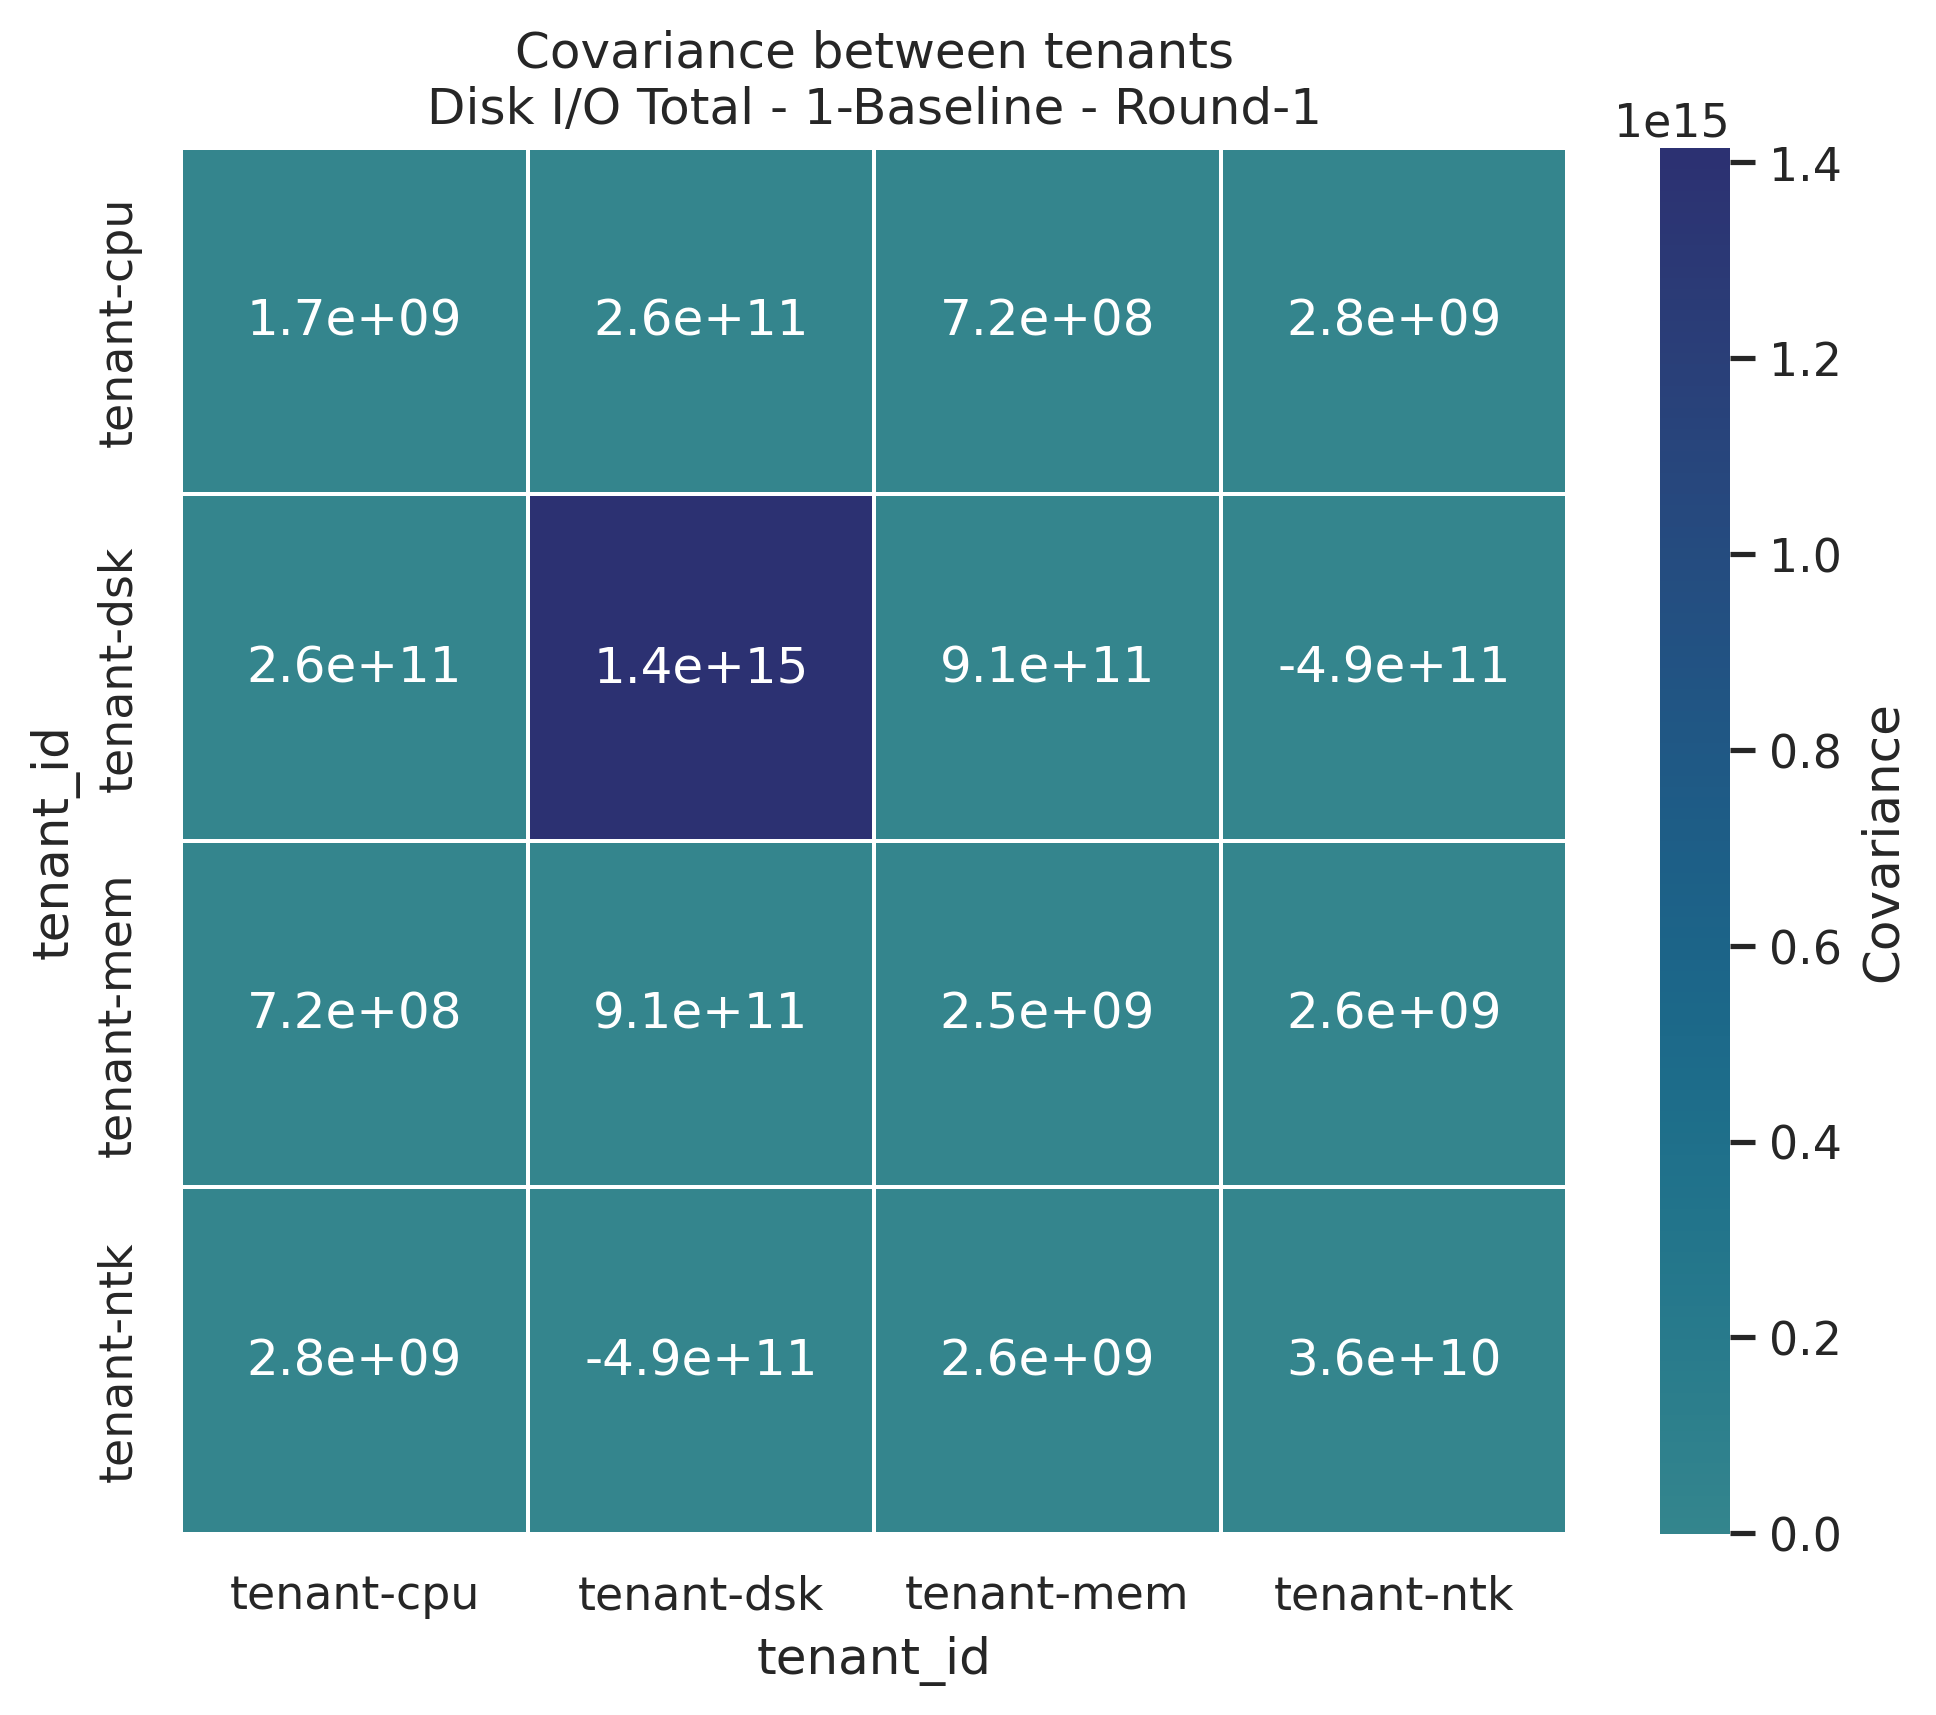 Covariance between tenants
Disk I/O Total - 1-Baseline - Round-1
1e15
tenant_id
tenant-cpu
1.7e+09 2.6e+11 7.2e+08 2.8e+09
tenant-dsk
2.6e+11 1.4e+15 9.1e+11 -4.9e+11
tenant-mem
7.2e+08 9.1e+11 2.5e+09 2.6e+09
tenant-ntk
2.8e+09 -4.9e+11 2.6e+09 3.6e+10
tenant-cpu tenant-dsk tenant-mem tenant-ntk
tenant_id
1.4
1.2
1.0
0.8
0.6
0.4
0.2
0.0
Covariance